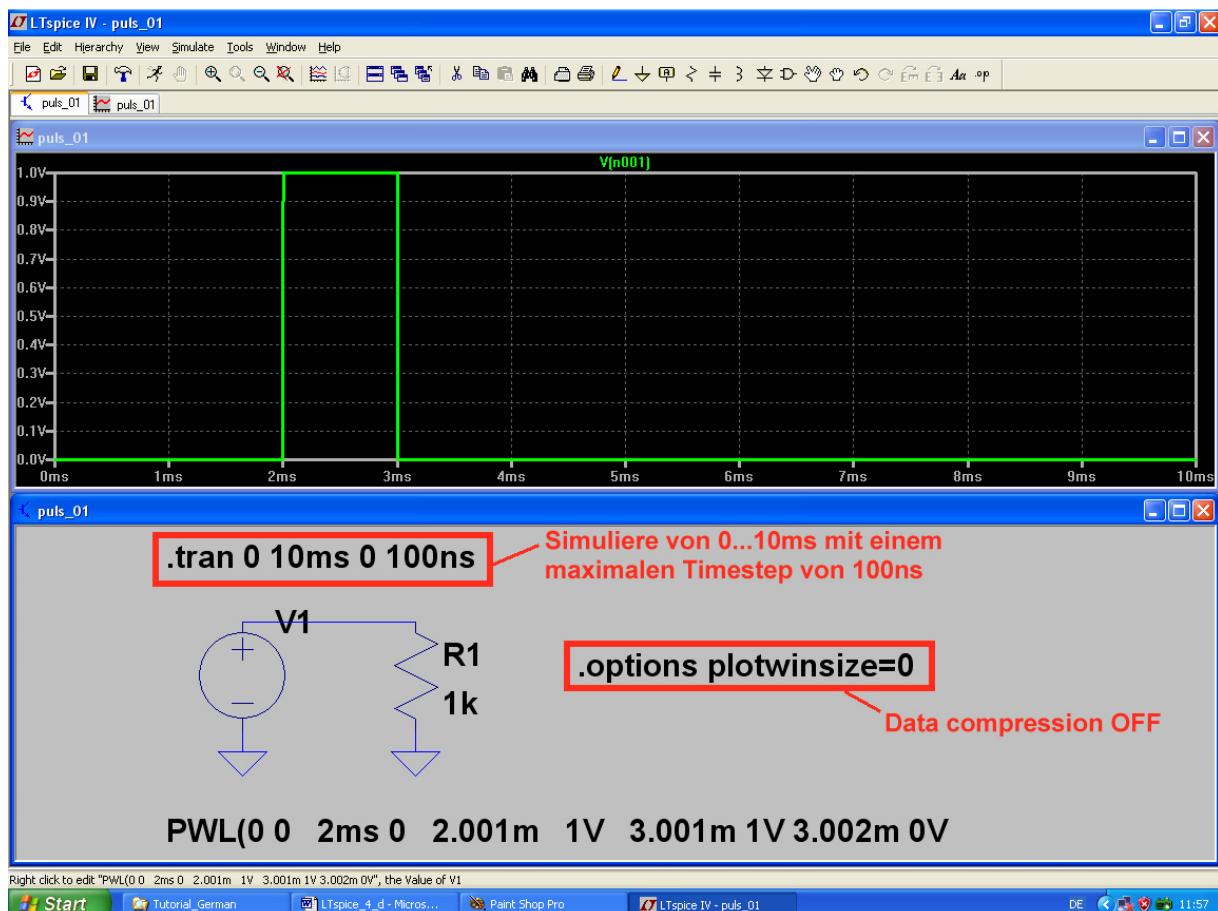 LTspice IV - puls_01
File Edit Hierarchy View Simulate Tools Window Help
Aa .op
puls_01 puls_01
puls_01
V(n001)
1.0V
0.9V
0.8V
0.7V
0.6V
0.5V
0.4V
0.3V
0.2V
0.1V
0.0V
0ms 1ms 2ms 3ms 4ms 5ms 6ms 7ms 8ms 9ms 10ms
puls_01
.tran 0 10ms 0 100ns
Simuliere von 0...10ms mit einem
maximalen Timestep von 100ns
V1
R1
1k
.options plotwinsize=0
Data compression OFF
PWL(0 0 2ms 0 2.001m 1V 3.001m 1V 3.002m 0V
Right click to edit "PWL(0 0 2ms 0 2.001m 1V 3.001m 1V 3.002m 0V", the Value of V1
Start Tutorial_German LTspice_4_d - Micros... Paint Shop Pro LTspice IV - puls_01 DE 11:57